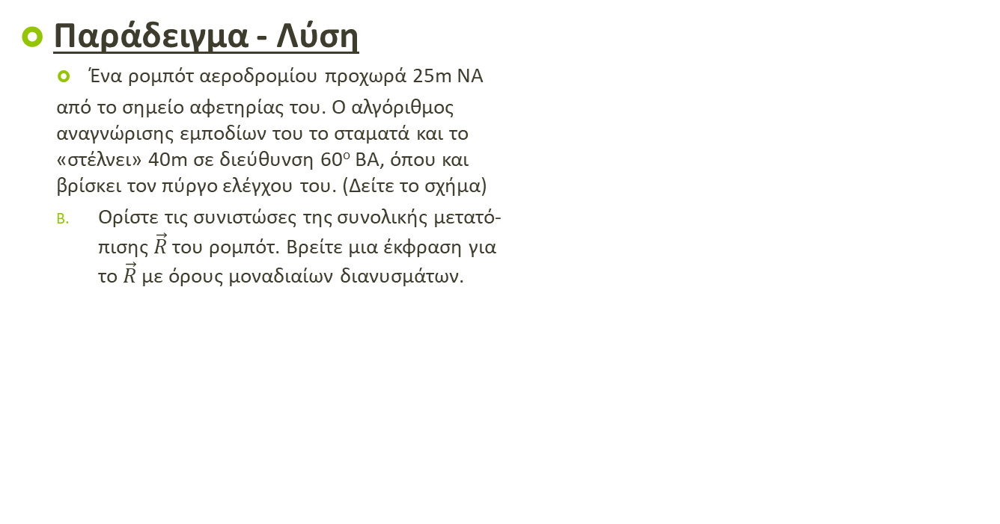 Παράδειγμα - Λύση
Ένα ρομπότ αεροδρομίου προχωρά 25m ΝΑ
από το σημείο αφετηρίας του. Ο αλγόριθμος
αναγνώρισης εμποδίων του το σταματά και το
«στέλνει» 40m σε διεύθυνση 60ο ΒΑ, όπου και
βρίσκει τον πύργο ελέγχου του. (Δείτε το σχήμα)
B. Ορίστε τις συνιστώσες της συνολικής μετατό-
πισης R⃗ του ρομπότ. Βρείτε μια έκφραση για
το R⃗ με όρους μοναδιαίων διανυσμάτων.